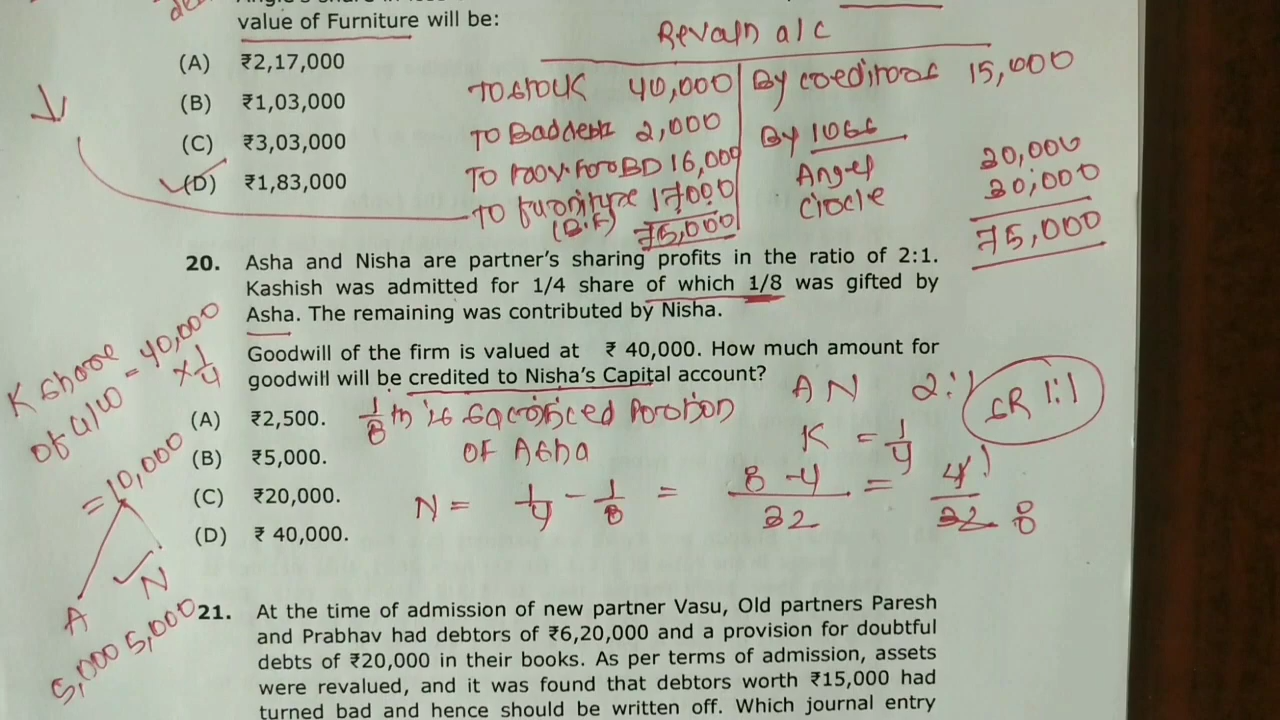 value of Furniture will be:
(A) ₹2,17,000
(B) ₹1,03,000
(C) ₹3,03,000
(D) ₹1,83,000
Revaln a/c
To stock 40,000 By creditors 15,000
To Bad debts 2,000 By loss
To prov. For BD 16,000 Angel 30,000
To furniture 17000 Circle 30,000
(B.f) 75,000 75,000
20. Asha and Nisha are partner's sharing profits in the ratio of 2:1.
Kashish was admitted for 1/4 share of which 1/8 was gifted by
Asha. The remaining was contributed by Nisha.
Goodwill of the firm is valued at ₹ 40,000. How much amount for
goodwill will be credited to Nisha's Capital account?
(A) ₹2,500.
(B) ₹5,000.
(C) ₹20,000.
(D) ₹ 40,000.
K share = 40,000
of G/W × 1/4
= 10,000
A N
5,000 5,000
A N 2:1
SR 1:1
K = 1/4
1/8 th is sacrificed Portion
of Asha
N = 1/4 - 1/8 = 8 - 4 / 32 = 4 / 32 1 8
21. At the time of admission of new partner Vasu, Old partners Paresh
and Prabhav had debtors of ₹6,20,000 and a provision for doubtful
debts of ₹20,000 in their books. As per terms of admission, assets
were revalued, and it was found that debtors worth ₹15,000 had
turned bad and hence should be written off. Which journal entry